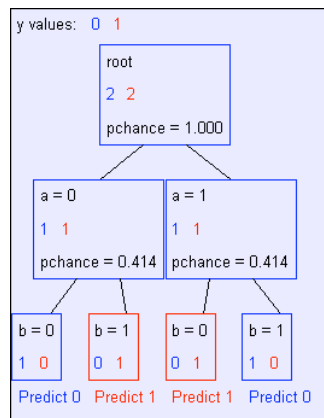 y values: 0 1
root
2 2
pchance = 1.000
a = 0
1 1
pchance = 0.414
a = 1
1 1
pchance = 0.414
b = 0
1 0
Predict 0
b = 1
0 1
Predict 1
b = 0
0 1
Predict 1
b = 1
1 0
Predict 0